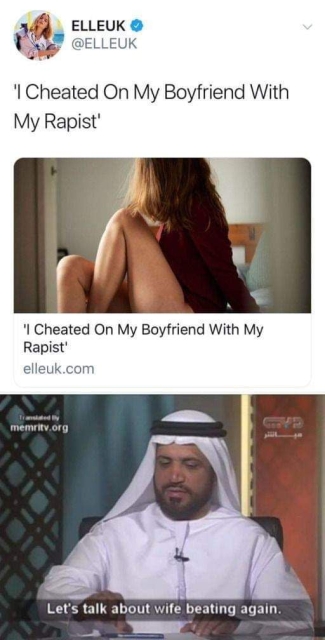 ELLEUK
@ELLEUK
'I Cheated On My Boyfriend With
My Rapist'
'I Cheated On My Boyfriend With My
Rapist'
elleuk.com
Translated By
memritv.org
Let's talk about wife beating again.